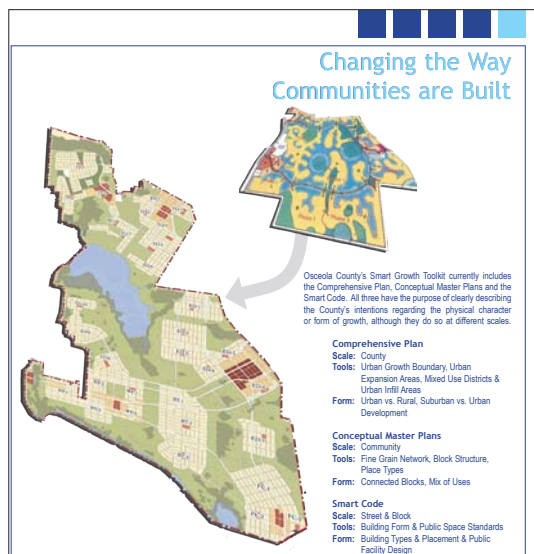 Changing the Way
Communities are Built
Osceola County's Smart Growth Toolkit currently includes
the Comprehensive Plan, Conceptual Master Plans and the
Smart Code. All three have the purpose of clearly describing
the County's intentions regarding the physical character
or form of growth, although they do so at different scales.
Comprehensive Plan
Scale: County
Tools: Urban Growth Boundary, Urban
Expansion Areas, Mixed Use Districts &
Urban Infill Areas
Form: Urban vs. Rural, Suburban vs. Urban
Development
Conceptual Master Plans
Scale: Community
Tools: Fine Grain Network, Block Structure,
Place Types
Form: Connected Blocks, Mix of Uses
Smart Code
Scale: Street & Block
Tools: Building Form & Public Space Standards
Form: Building Types & Placement & Public
Facility Design